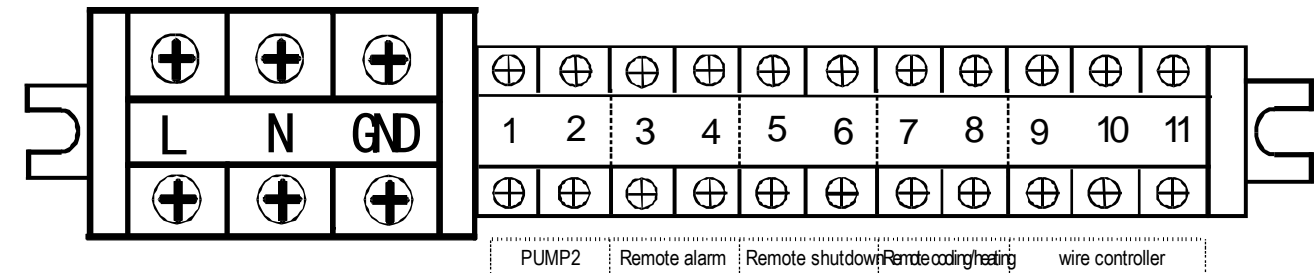 L N GND 1 2 3 4 5 6 7 8 9 10 11
PUMP2 Remote alarm Remote shutdown Remote cooling/heating wire controller